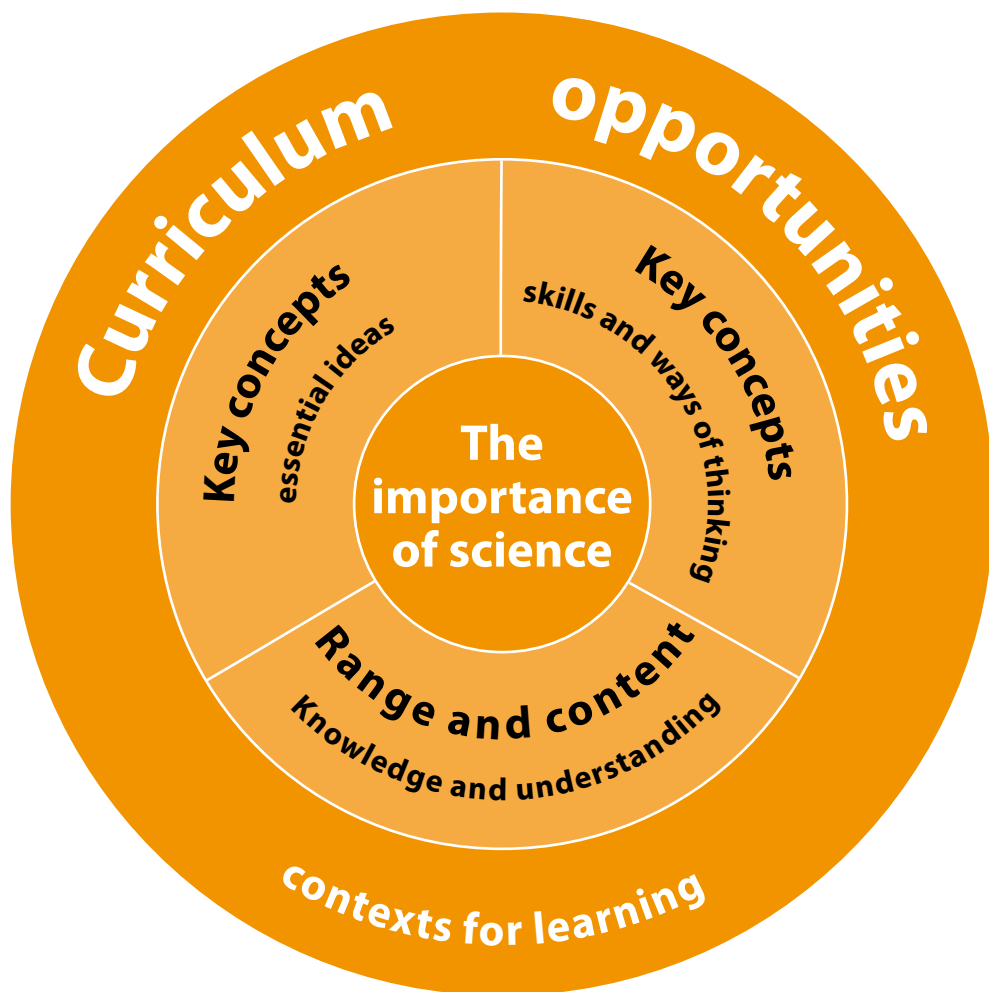 Curriculum opportunities
Key concepts
essential ideas
Key concepts
skills and ways of thinking
The
importance
of science
Range and content
Knowledge and understanding
contexts for learning